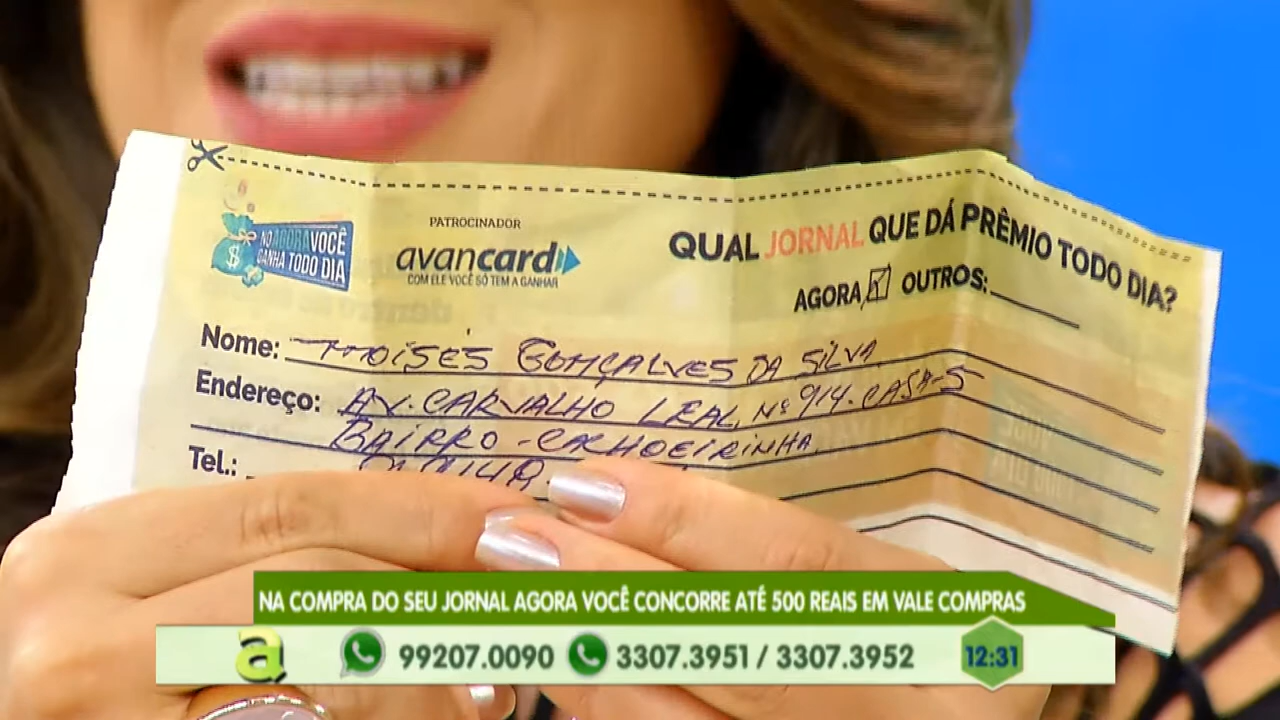 NO AGORA VOCÊ
GANHA TODO DIA
PATROCINADOR
avancard
COM ELE VOCÊ SÓ TEM A GANHAR
QUAL JORNAL QUE DÁ PRÊMIO TODO DIA?
AGORA OUTROS:
Nome: MOISÉS GONÇALVES DA SILVA
Endereço: AV. CARVALHO LEAL, Nº 914. CASA-5
BAIRRO - CACHOEIRINHA
Tel.:
NA COMPRA DO SEU JORNAL AGORA VOCÊ CONCORRE ATÉ 500 REAIS EM VALE COMPRAS
a 99207.0090 3307.3951 / 3307.3952 12:31